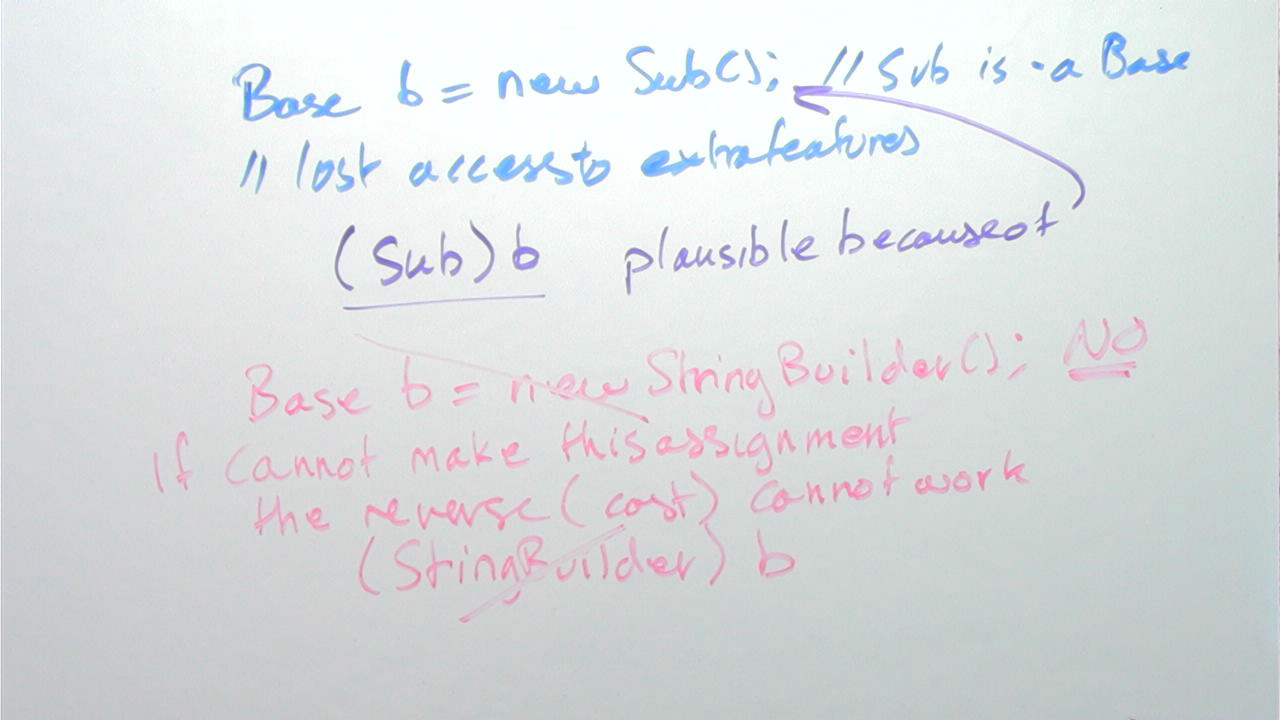 Base b = new Sub(); // Sub is-a Base
// lost access to extra features
(Sub) b plausible because of
Base b = new StringBuilder(); NO
if cannot make this assignment
the reverse (cast) cannot work
(StringBuilder) b